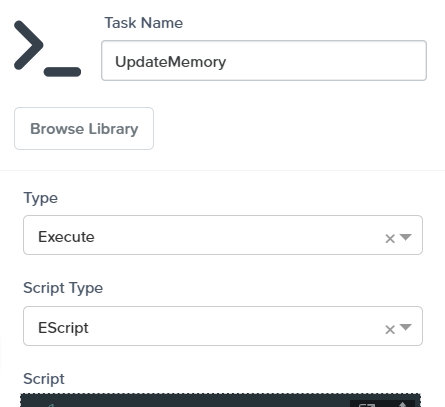 Task Name
UpdateMemory
Browse Library
Type
Execute
Script Type
EScript
Script